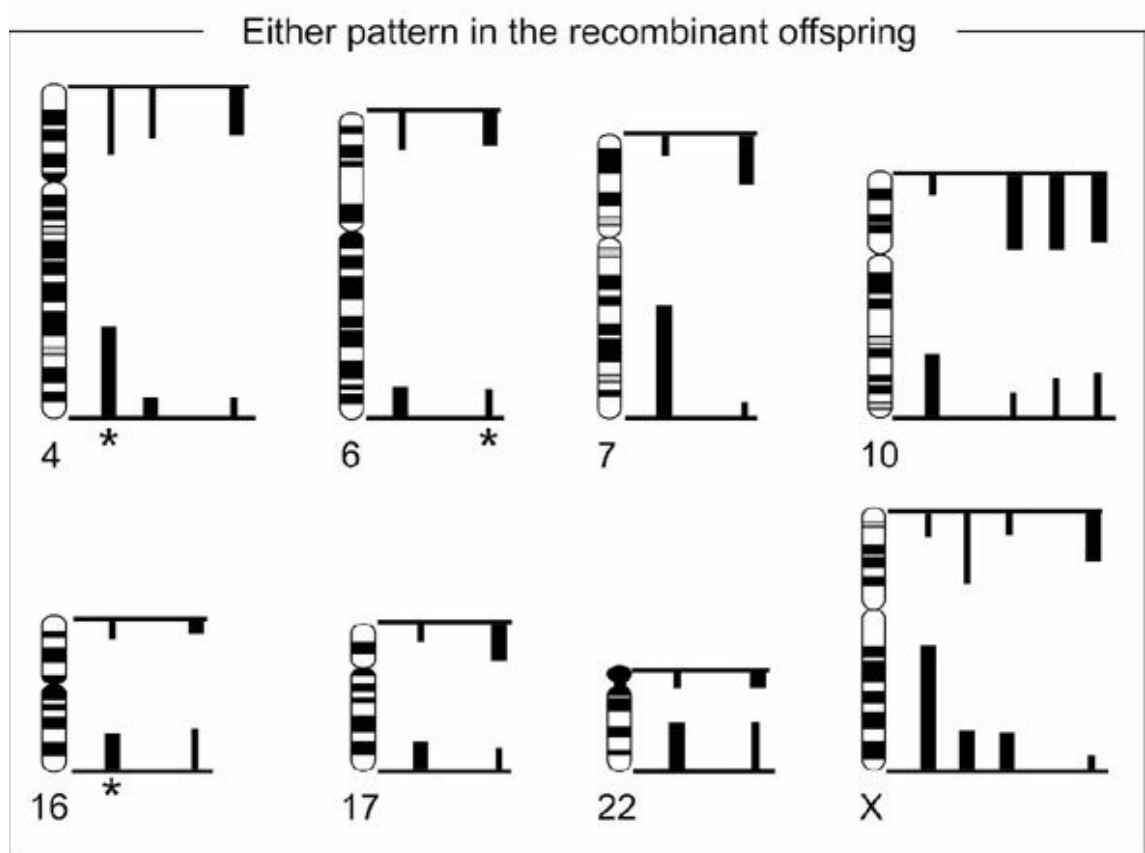 Either pattern in the recombinant offspring
* *
4 6 7 10
*
16 17 22 X